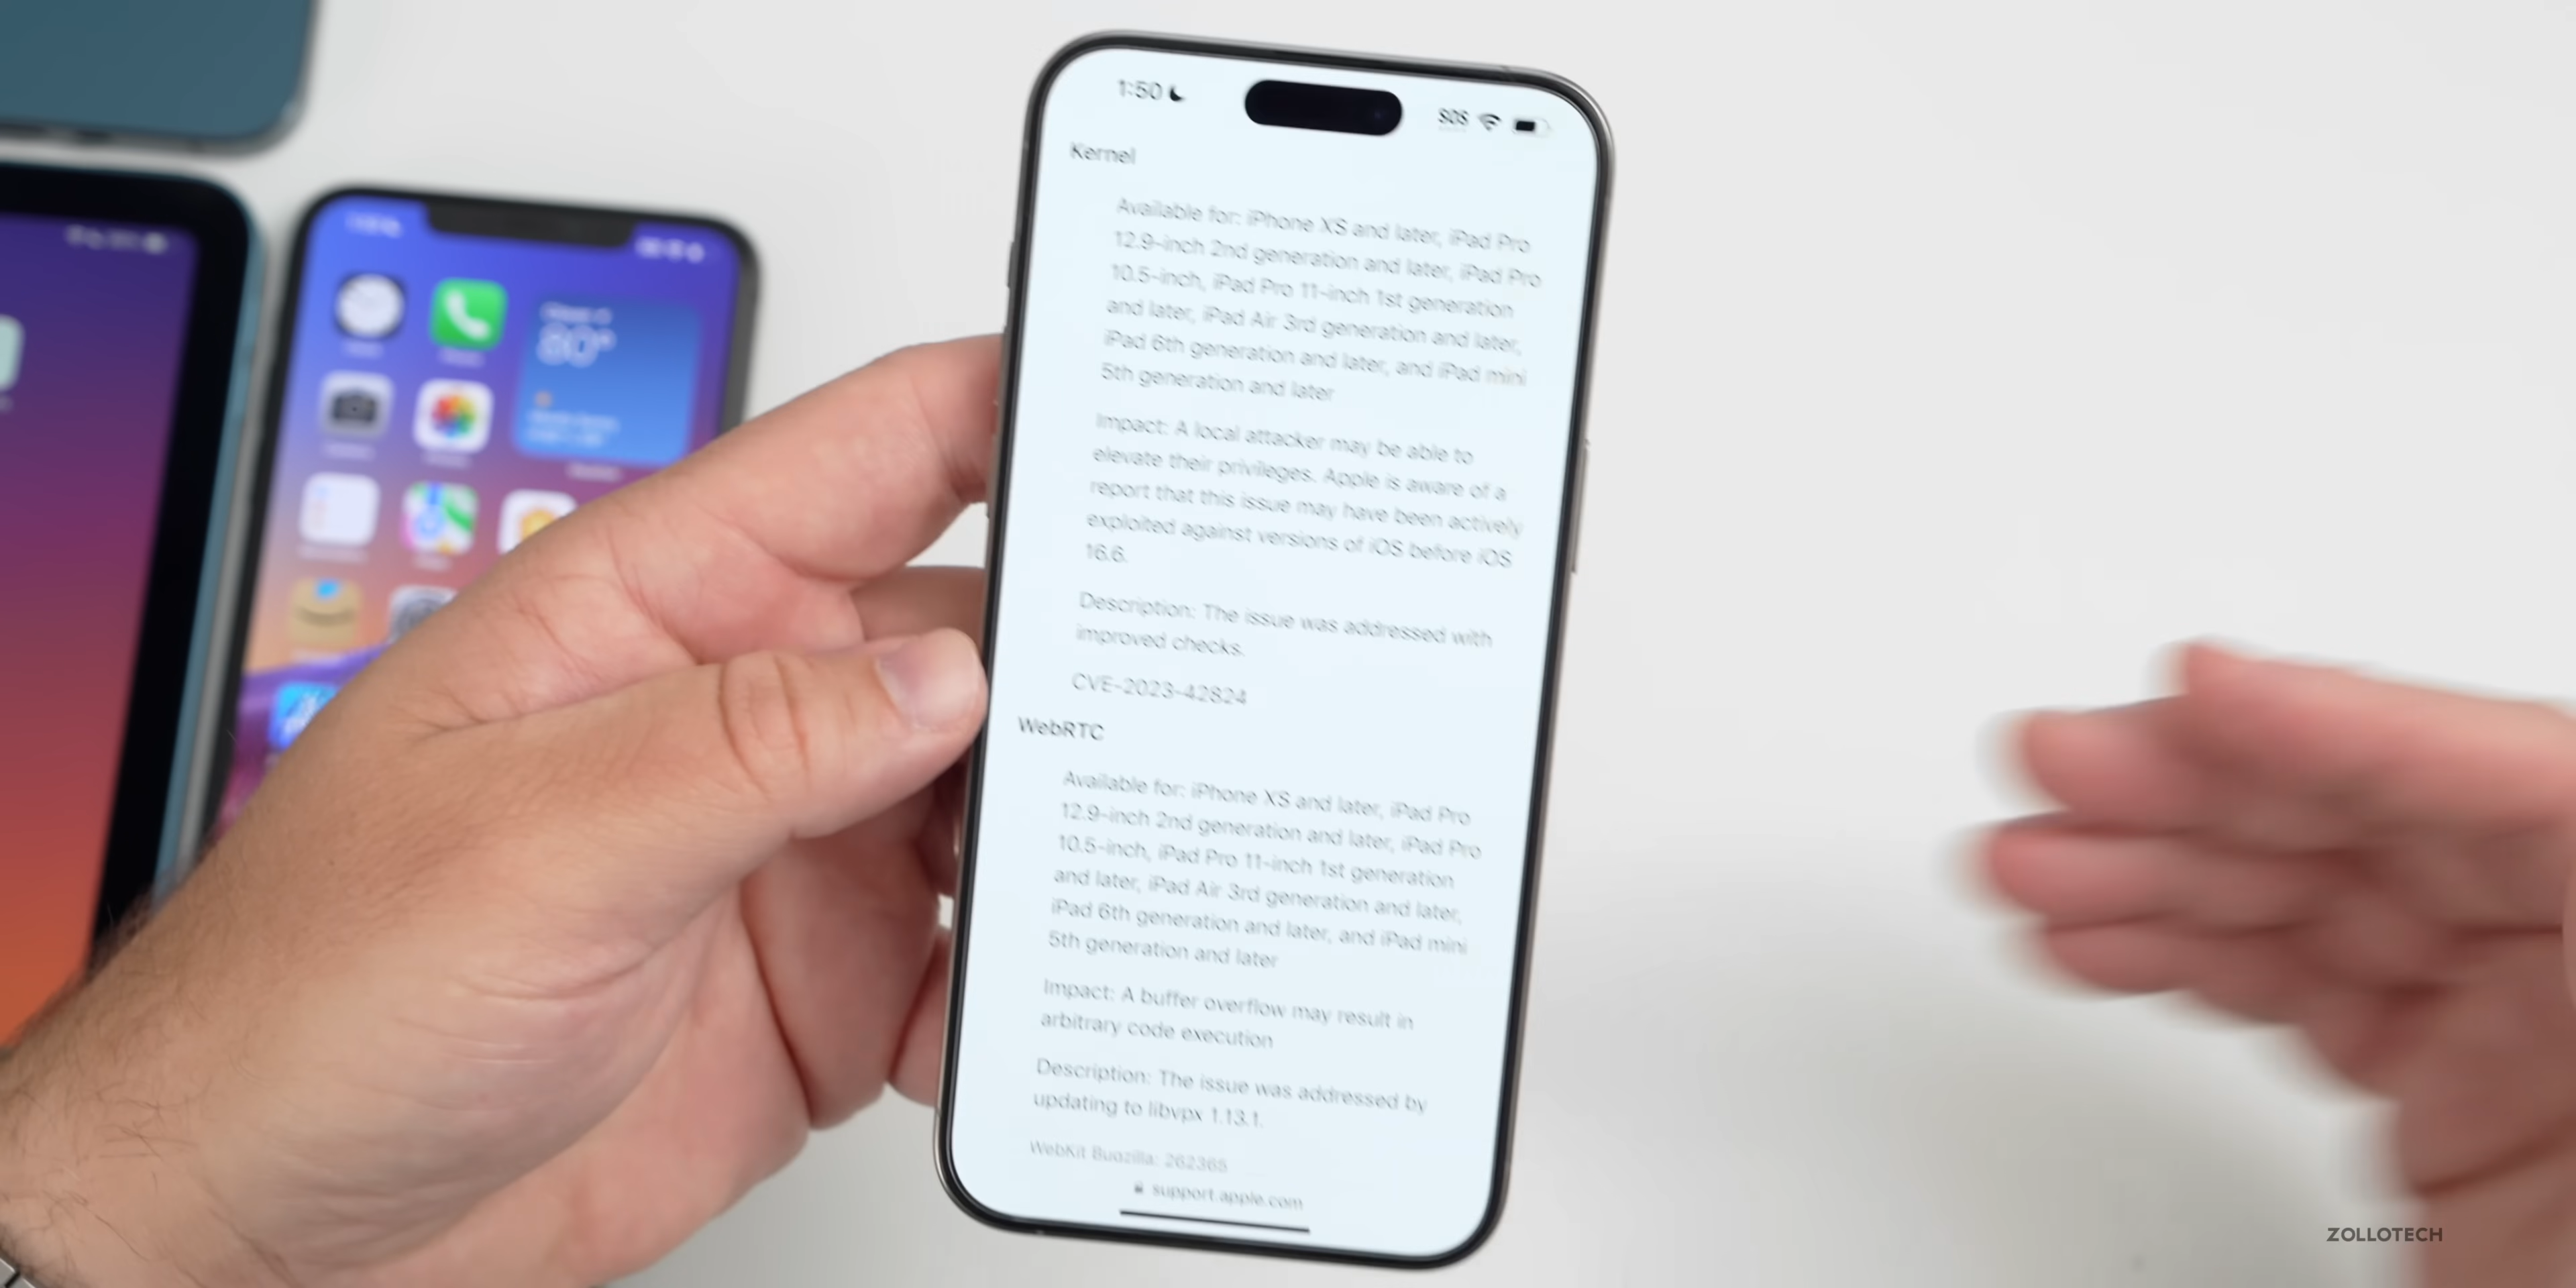 1:50
SOS
Kernel
Available for: iPhone XS and later, iPad Pro
12.9-inch 2nd generation and later, iPad Pro
10.5-inch, iPad Pro 11-inch 1st generation
and later, iPad Air 3rd generation and later,
iPad 6th generation and later, and iPad mini
5th generation and later
Impact: A local attacker may be able to
elevate their privileges. Apple is aware of a
report that this issue may have been actively
exploited against versions of iOS before iOS
16.6.
Description: The issue was addressed with
improved checks.
CVE-2023-42824
WebRTC
Available for: iPhone XS and later, iPad Pro
12.9-inch 2nd generation and later, iPad Pro
10.5-inch, iPad Pro 11-inch 1st generation
and later, iPad Air 3rd generation and later,
iPad 6th generation and later, and iPad mini
5th generation and later
Impact: A buffer overflow may result in
arbitrary code execution
Description: The issue was addressed by
updating to libvpx 1.13.1.
WebKit Bugzilla: 262365
support.apple.com
80°
ZOLLOTECH